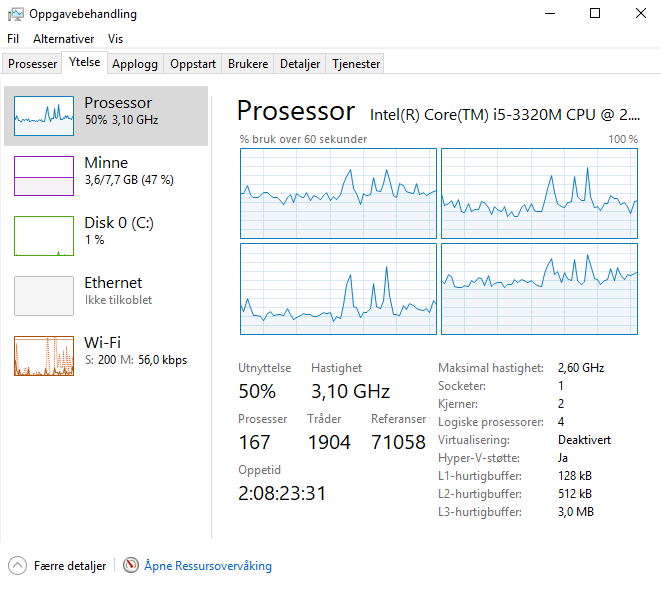 Oppgavebehandling
Fil Alternativer Vis
Prosesser Ytelse Applogg Oppstart Brukere Detaljer Tjenester
Prosessor
50% 3,10 GHz
Minne
3,6/7,7 GB (47 %)
Disk 0 (C:)
1 %
Ethernet
Ikke tilkoblet
Wi-Fi
S: 200 M: 56,0 kbps
Prosessor Intel(R) Core(TM) i5-3320M CPU @ 2....
% bruk over 60 sekunder 100 %
Utnyttelse Hastighet
50% 3,10 GHz
Prosesser Tråder Referanser
167 1904 71058
Oppetid
2:08:23:31
Maksimal hastighet: 2,60 GHz
Socketer: 1
Kjerner: 2
Logiske prosessorer: 4
Virtualisering: Deaktivert
Hyper-V-støtte: Ja
L1-hurtigbuffer: 128 kB
L2-hurtigbuffer: 512 kB
L3-hurtigbuffer: 3,0 MB
Færre detaljer Åpne Ressursovervåking